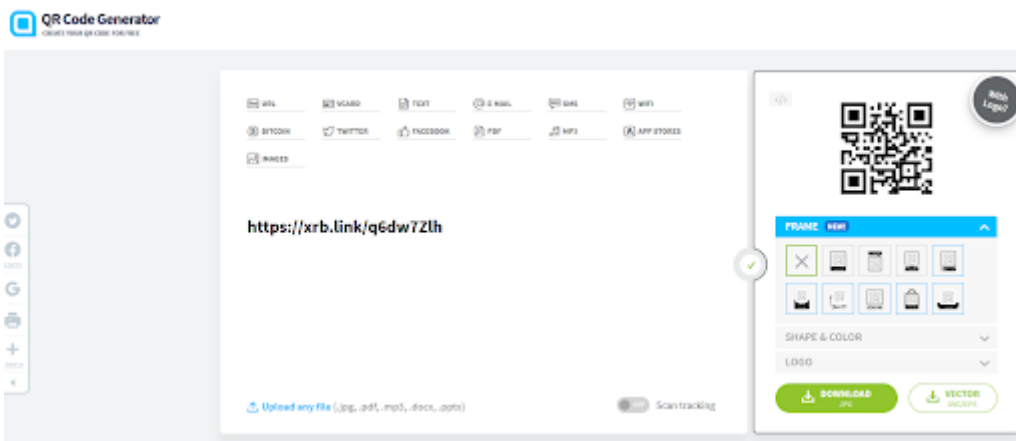 QR Code Generator
CREATE YOUR QR CODE FOR FREE
URL VCARD TEXT E-MAIL SMS WIFI
BITCOIN TWITTER FACEBOOK PDF MP3 APP STORES
IMAGES
With Logo?
https://xrb.link/q6dw7Zlh
FRAME NEW!
SHAPE & COLOR
LOGO
Upload any file (.jpg, .pdf, .mp3, .docx, .pptx)
OFF Scan tracking
DOWNLOAD
JPG
VECTOR
SVG/EPS